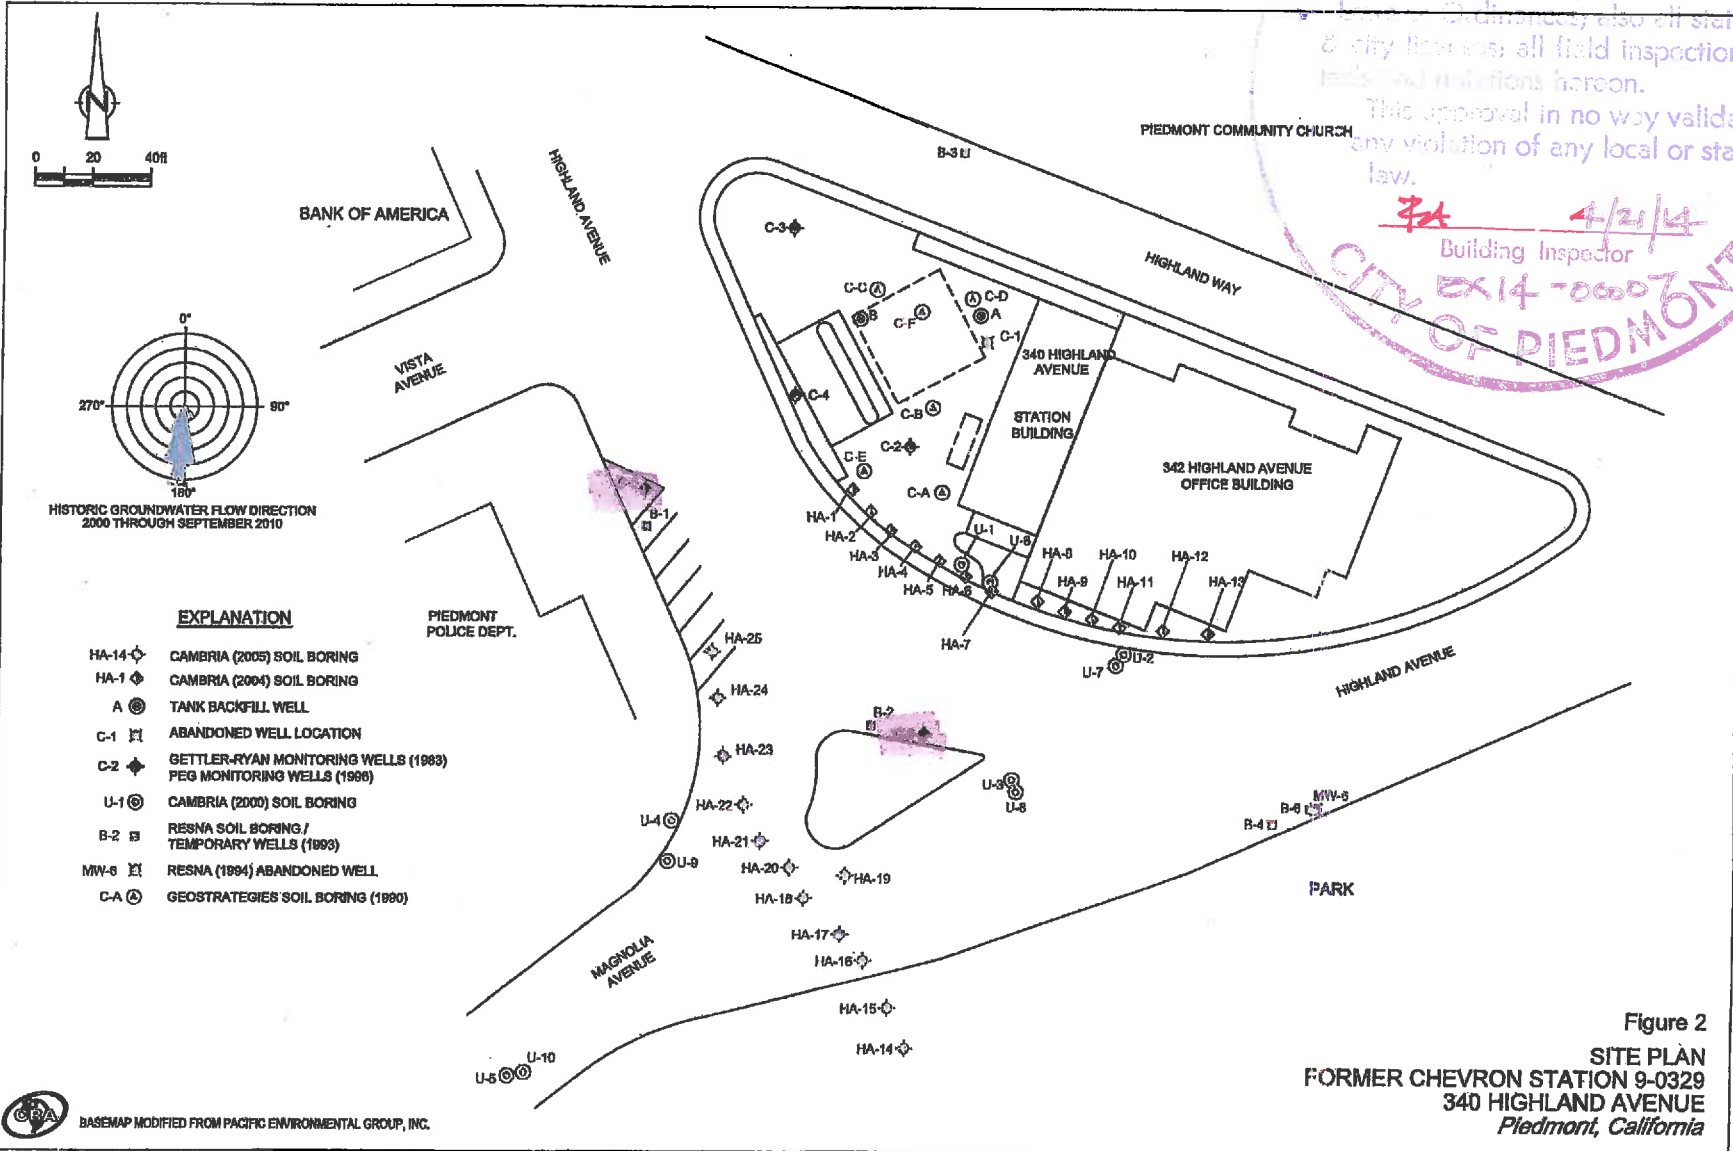 Ordinances, also all stat
& city licenses; all field inspection
hereon.
This approval in no way valida
any violation of any local or sta
law.
4/21/14
Building Inspector
EX14-00007
CITY OF PIEDMONT
N
0 20 40ft
BANK OF AMERICA
HIGHLAND AVENUE
PIEDMONT COMMUNITY CHURCH
B-3
C-3
HIGHLAND WAY
C-C
C-D
B
C-F
A
C-1
340 HIGHLAND
AVENUE
STATION
BUILDING
342 HIGHLAND AVENUE
OFFICE BUILDING
C-4
C-B
C-2
C-E
C-A
VISTA
AVENUE
0°
270°
90°
180°
HISTORIC GROUNDWATER FLOW DIRECTION
2000 THROUGH SEPTEMBER 2010
B-1
HA-1
HA-2
HA-3
HA-4
HA-5
HA-6
HA-7
U-1
U-6
HA-8
HA-9
HA-10
HA-11
HA-12
HA-13
U-2
U-7
HIGHLAND AVENUE
PIEDMONT
POLICE DEPT.
HA-25
HA-24
HA-23
HA-22
HA-21
HA-20
HA-19
HA-18
HA-17
HA-16
HA-15
HA-14
B-2
U-3
U-8
U-4
U-9
MW-6
B-6
B-4
PARK
MAGNOLIA
AVENUE
U-5
U-10
EXPLANATION
HA-14 CAMBRIA (2005) SOIL BORING
HA-1 CAMBRIA (2004) SOIL BORING
A TANK BACKFILL WELL
C-1 ABANDONED WELL LOCATION
C-2 GETTLER-RYAN MONITORING WELLS (1983)
PEG MONITORING WELLS (1996)
U-1 CAMBRIA (2000) SOIL BORING
B-2 RESNA SOIL BORING/
TEMPORARY WELLS (1993)
MW-6 RESNA (1994) ABANDONED WELL
C-A GEOSTRATEGIES SOIL BORING (1990)
CRA
BASEMAP MODIFIED FROM PACIFIC ENVIRONMENTAL GROUP, INC.
Figure 2
SITE PLAN
FORMER CHEVRON STATION 9-0329
340 HIGHLAND AVENUE
Piedmont, California